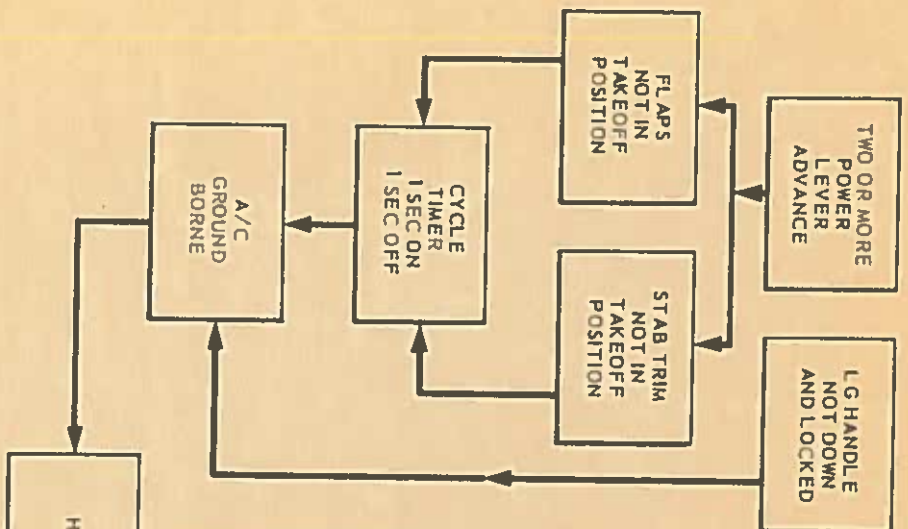 TWO OR MORE
POWER
LEVER
ADVANCE
LG HANDLE
NOT DOWN
AND LOCKED
FLAPS
NOT IN
TAKEOFF
POSITION
STAB TRIM
NOT IN
TAKEOFF
POSITION
CYCLE
TIMER
1 SEC ON
1 SEC OFF
A/C
GROUND
BORNE
H